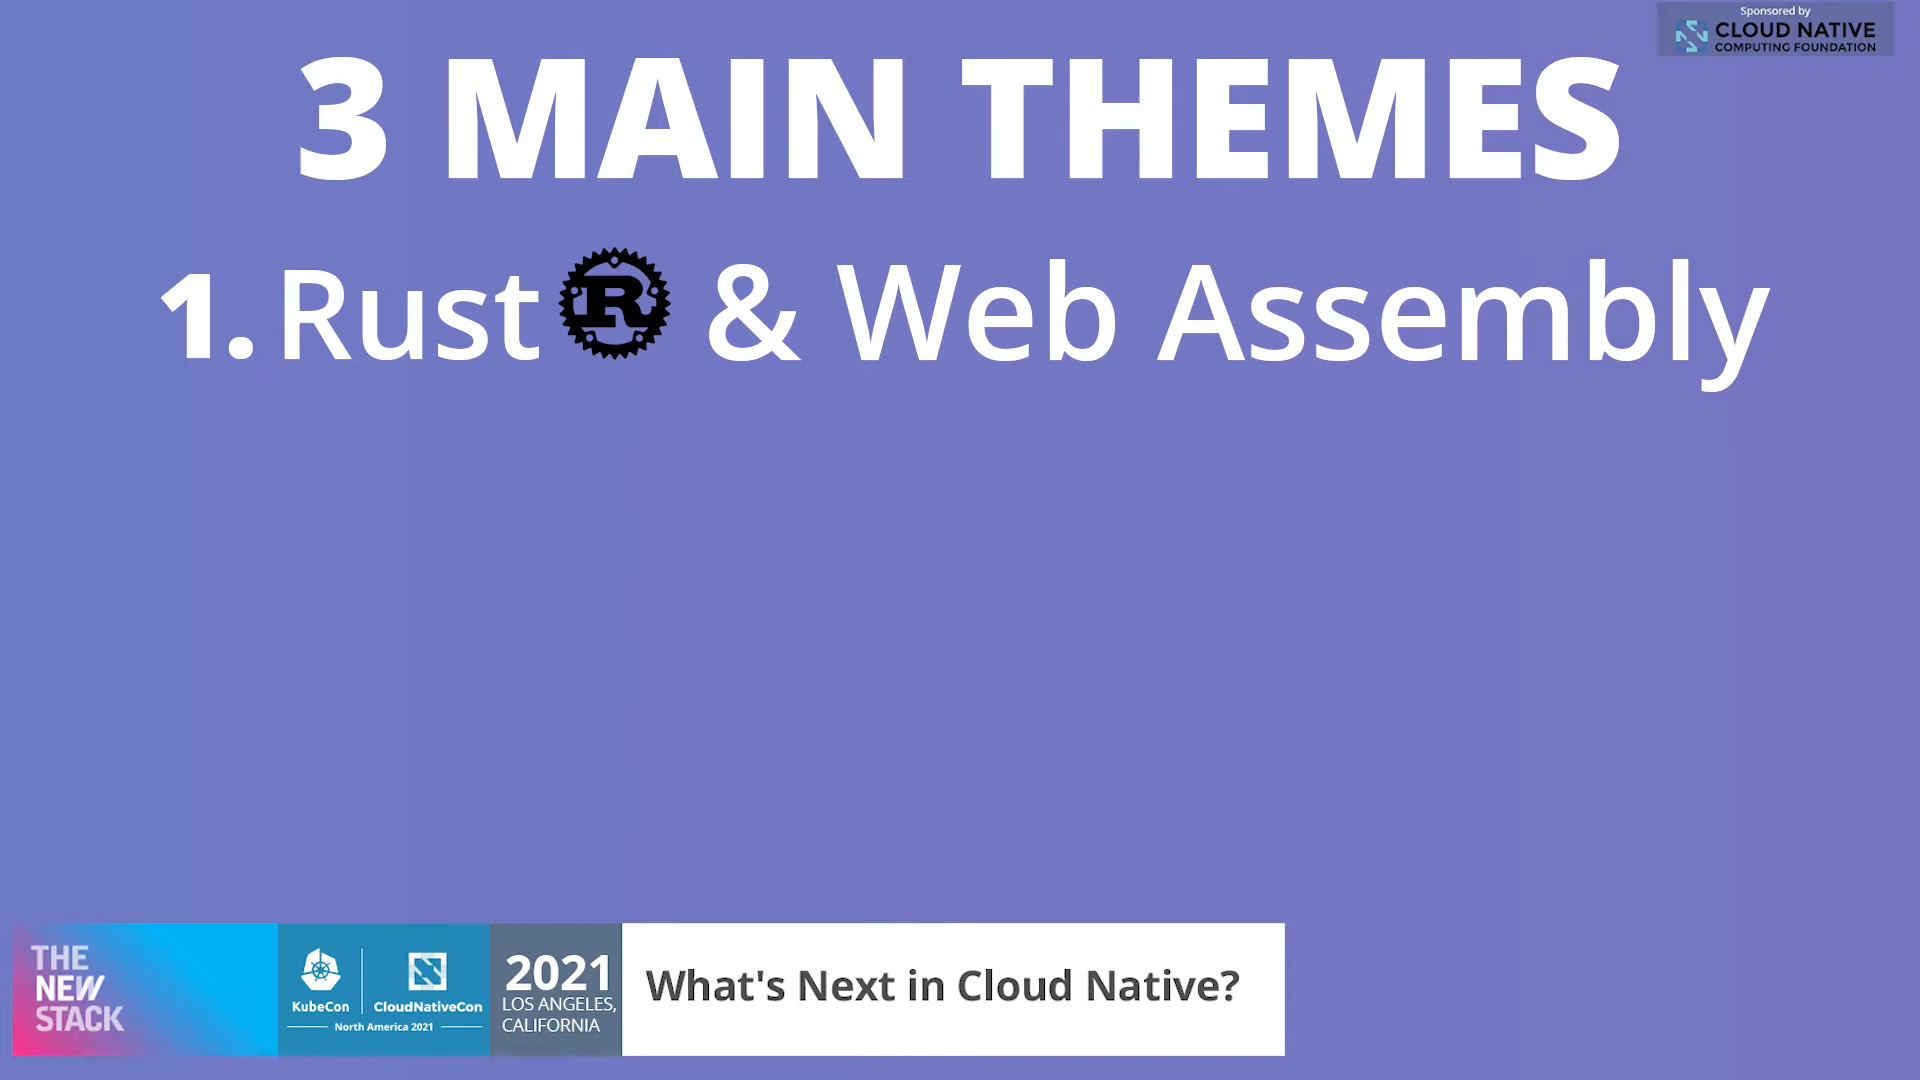 Sponsored by
CLOUD NATIVE
COMPUTING FOUNDATION
3 MAIN THEMES
1. Rust R & Web Assembly
THE
NEW
STACK
KubeCon
CloudNativeCon
North America 2021
2021
LOS ANGELES,
CALIFORNIA
What's Next in Cloud Native?